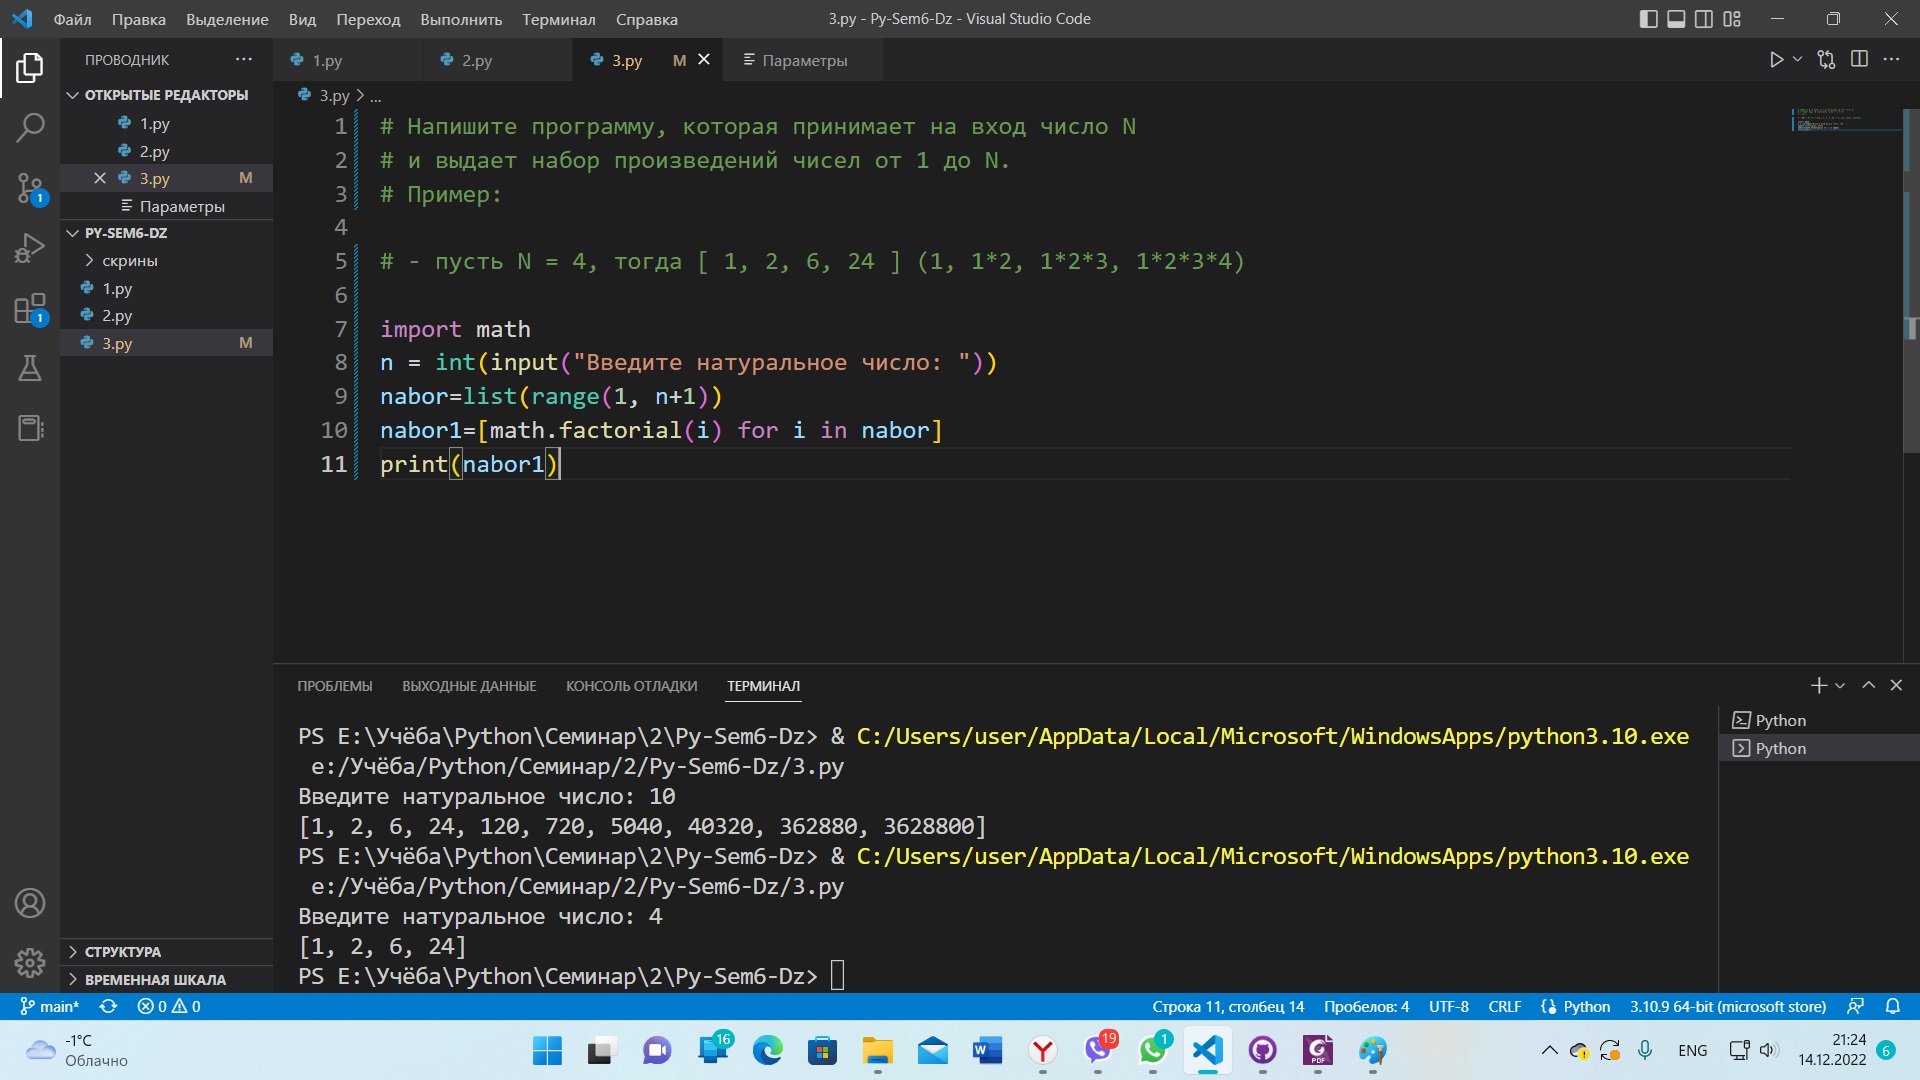 Файл Правка Выделение Вид Переход Выполнить Терминал Справка
3.py - Py-Sem6-Dz - Visual Studio Code
ПРОВОДНИК
1.py 2.py 3.py M Параметры
3.py > ...
ОТКРЫТЫЕ РЕДАКТОРЫ
1.py
2.py
3.py M
Параметры
PY-SEM6-DZ
скрины
1.py
2.py
3.py M
1
1
СТРУКТУРА
ВРЕМЕННАЯ ШКАЛА
1 # Напишите программу, которая принимает на вход число N
2 # и выдает набор произведений чисел от 1 до N.
3 # Пример:
4
5 # - пусть N = 4, тогда [ 1, 2, 6, 24 ] (1, 1*2, 1*2*3, 1*2*3*4)
6
7 import math
8 n = int(input("Введите натуральное число: "))
9 nabor=list(range(1, n+1))
10 nabor1=[math.factorial(i) for i in nabor]
11 print(nabor1)
ПРОБЛЕМЫ ВЫХОДНЫЕ ДАННЫЕ КОНСОЛЬ ОТЛАДКИ ТЕРМИНАЛ
PS E:\Учёба\Python\Семинар\2\Py-Sem6-Dz> & C:/Users/user/AppData/Local/Microsoft/WindowsApps/python3.10.exe
e:/Учёба/Python/Семинар/2/Py-Sem6-Dz/3.py
Введите натуральное число: 10
[1, 2, 6, 24, 120, 720, 5040, 40320, 362880, 3628800]
PS E:\Учёба\Python\Семинар\2\Py-Sem6-Dz> & C:/Users/user/AppData/Local/Microsoft/WindowsApps/python3.10.exe
e:/Учёба/Python/Семинар/2/Py-Sem6-Dz/3.py
Введите натуральное число: 4
[1, 2, 6, 24]
PS E:\Учёба\Python\Семинар\2\Py-Sem6-Dz>
Python
Python
main* 0 0 Строка 11, столбец 14 Пробелов: 4 UTF-8 CRLF Python 3.10.9 64-bit (microsoft store)
-1°C
Облачно
16 W Y 19 1 PDF
ENG
21:24
14.12.2022
6